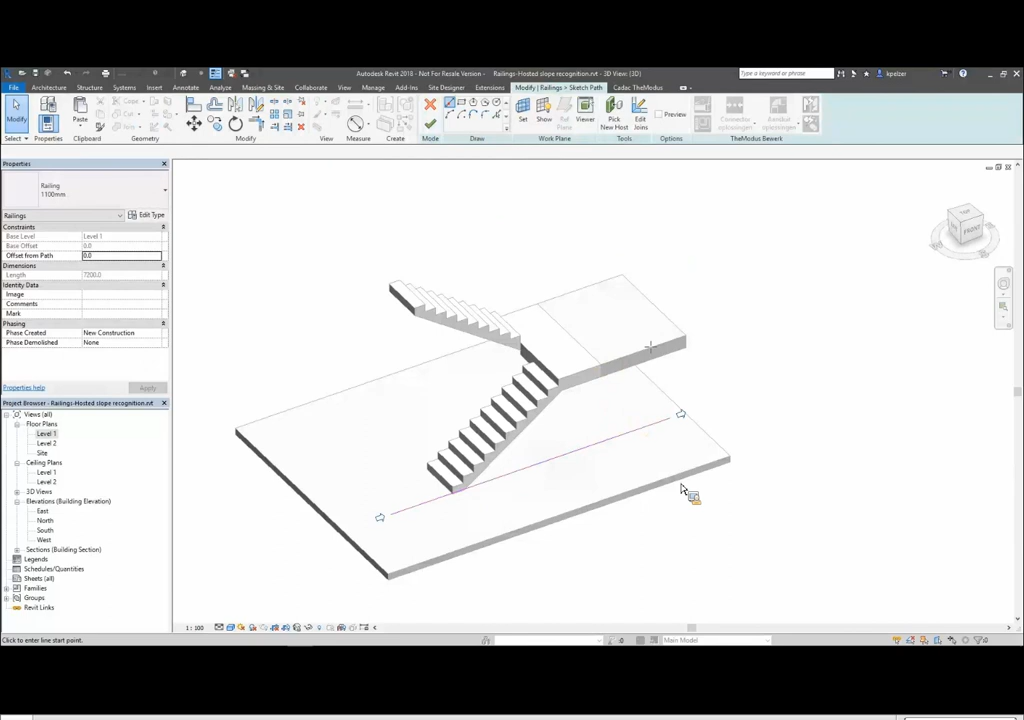 Autodesk Revit 2018 - Not For Resale Version - Railings-Hosted slope recognition.rvt - 3D View: {3D}
Type a keyword or phrase
kpelzer
File Architecture Structure Systems Insert Annotate Analyze Massing & Site Collaborate View Manage Add-Ins Site Designer Extensions Modify | Railings > Sketch Path Cadac TheModus
Modify
Properties
Paste
Cope
Cut
Join
Set
Show
Ref Plane
Viewer
Pick New Host
Edit Joins
Preview
Select Properties Clipboard Geometry Modify View Measure Create Mode Draw Work Plane Tools Options TheModus Bewerk
Properties
Railing
1100mm
Railings
Edit Type
Constraints
Base Level Level 1
Base Offset 0.0
Offset from Path 0.0
Dimensions
Length 7200.0
Identity Data
Image
Comments
Mark
Phasing
Phase Created New Construction
Phase Demolished None
Properties help
Apply
Project Browser - Railings-Hosted slope recognition.rvt
Views (all)
Floor Plans
Level 1
Level 2
Site
Ceiling Plans
Level 1
Level 2
3D Views
Elevations (Building Elevation)
East
North
South
West
Sections (Building Section)
Legends
Schedules/Quantities
Sheets (all)
Families
Groups
Revit Links
TOP
FRONT
1 : 100
Click to enter line start point.
:0
Main Model
:0